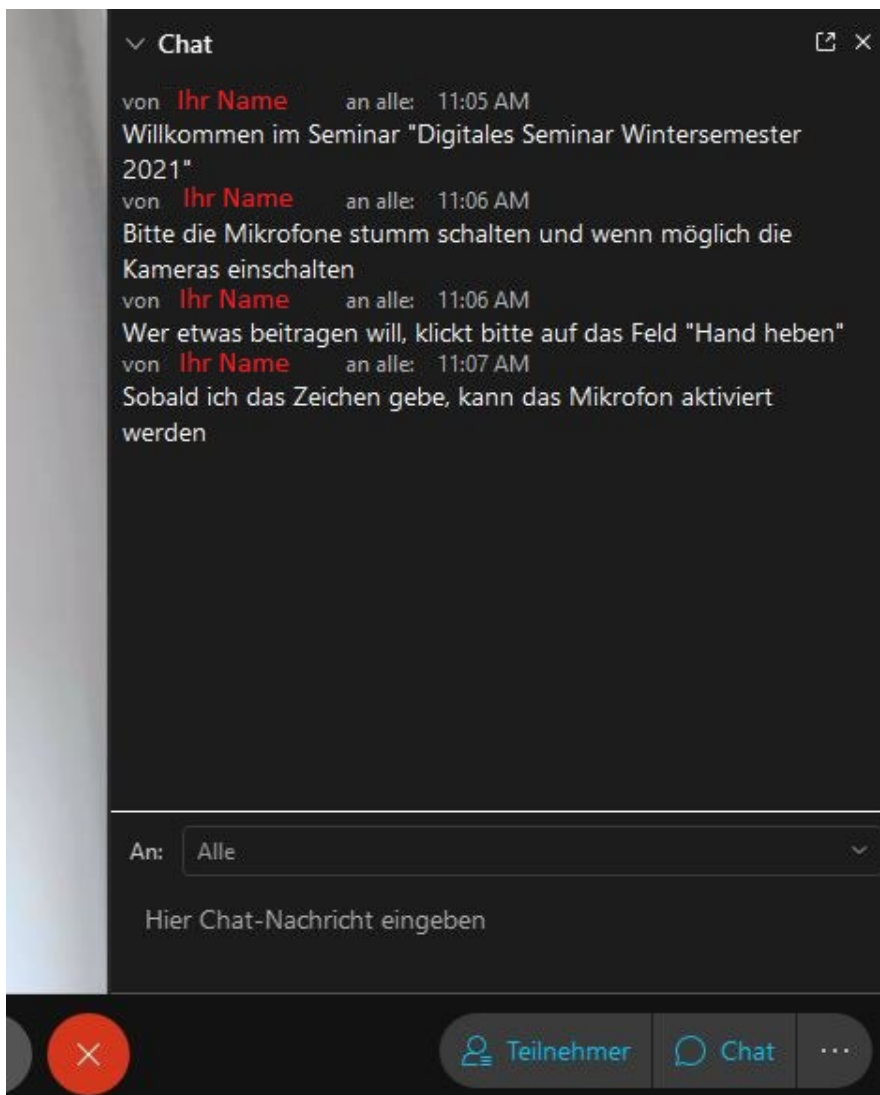 Chat
von Ihr Name an alle: 11:05 AM
Willkommen im Seminar "Digitales Seminar Wintersemester
2021"
von Ihr Name an alle: 11:06 AM
Bitte die Mikrofone stumm schalten und wenn möglich die
Kameras einschalten
von Ihr Name an alle: 11:06 AM
Wer etwas beitragen will, klickt bitte auf das Feld "Hand heben"
von Ihr Name an alle: 11:07 AM
Sobald ich das Zeichen gebe, kann das Mikrofon aktiviert
werden
An: Alle
Hier Chat-Nachricht eingeben
Teilnehmer Chat ...